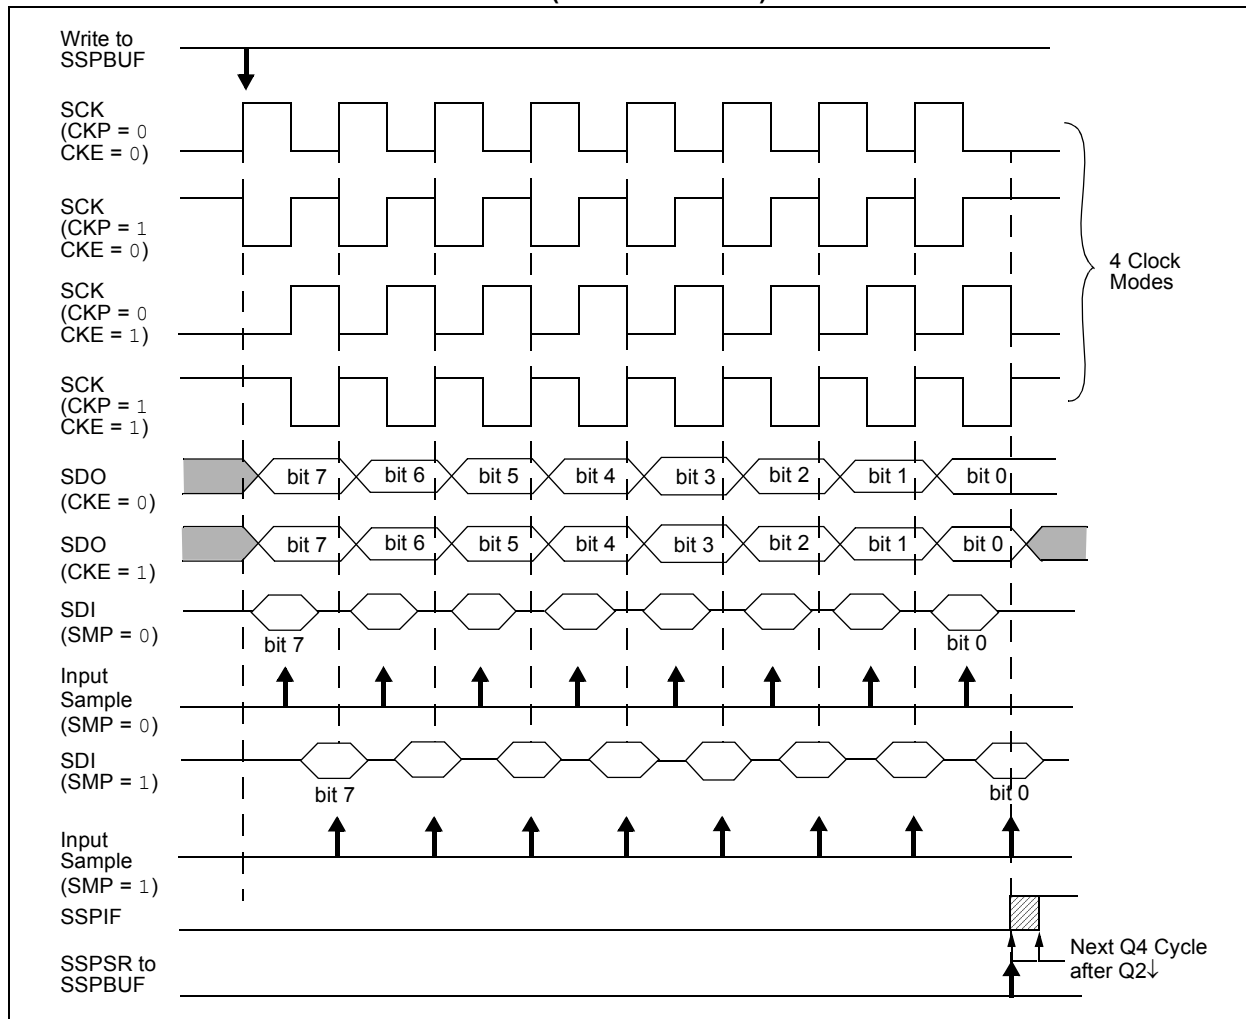 Write to
SSPBUF
SCK
(CKP = 0
CKE = 0)
SCK
(CKP = 1
CKE = 0)
SCK
(CKP = 0
CKE = 1)
SCK
(CKP = 1
CKE = 1)
4 Clock
Modes
SDO
(CKE = 0)
bit 7 bit 6 bit 5 bit 4 bit 3 bit 2 bit 1 bit 0
SDO
(CKE = 1)
bit 7 bit 6 bit 5 bit 4 bit 3 bit 2 bit 1 bit 0
SDI
(SMP = 0)
bit 7 bit 0
Input
Sample
(SMP = 0)
SDI
(SMP = 1)
bit 7 bit 0
Input
Sample
(SMP = 1)
SSPIF
Next Q4 Cycle
after Q2↓
SSPSR to
SSPBUF